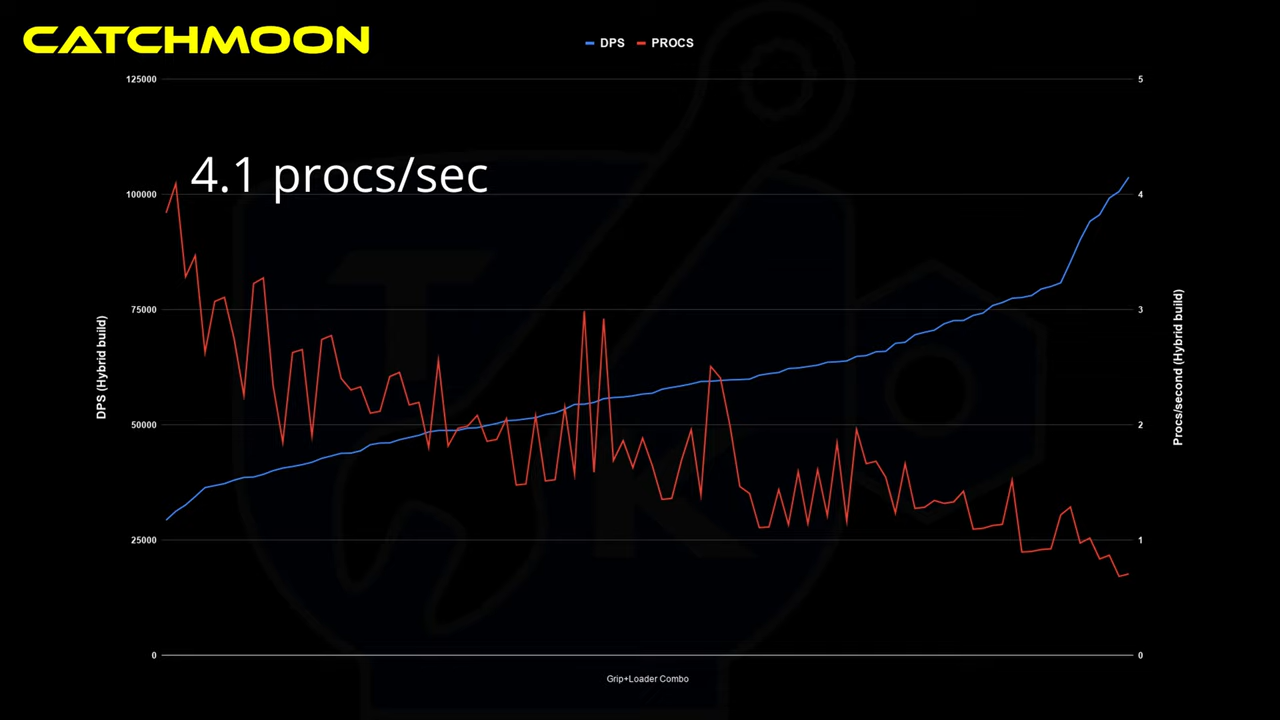 CATCHMOON
DPS PROCS
4.1 procs/sec
125000
100000
75000
50000
25000
0
5
4
3
2
1
0
DPS (Hybrid build)
Procs/second (Hybrid build)
Grip+Loader Combo